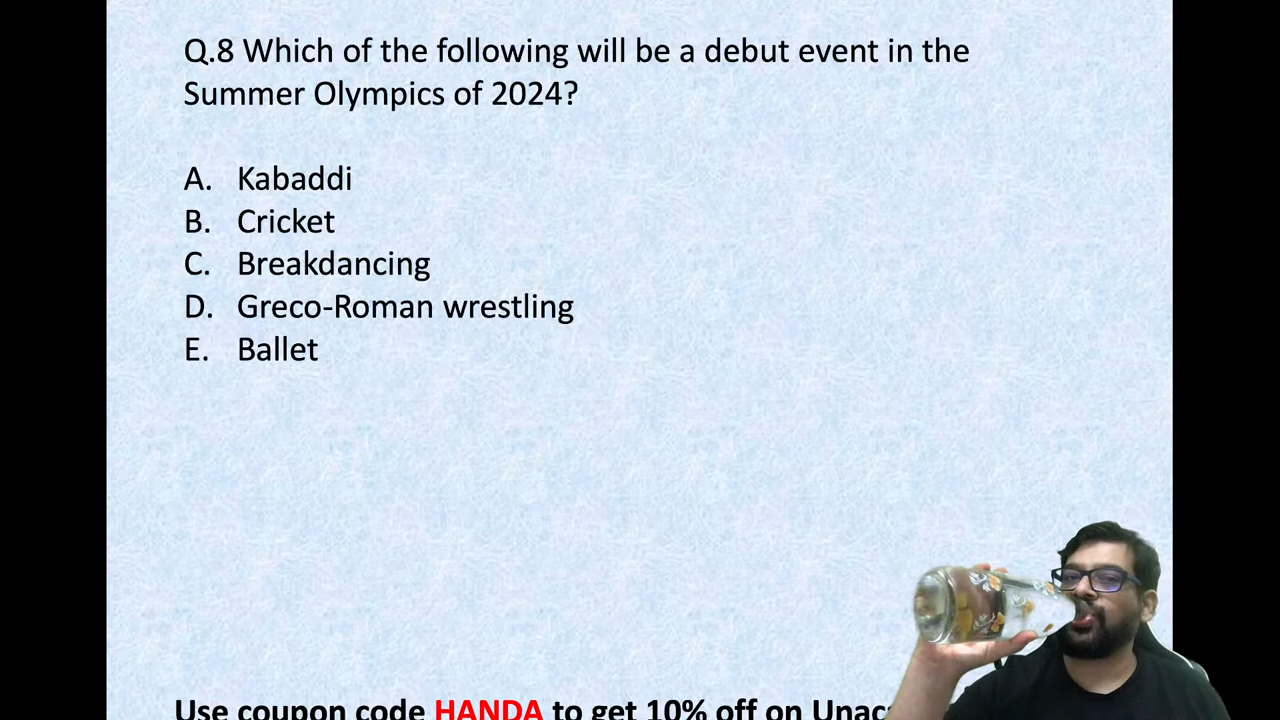 Q.8 Which of the following will be a debut event in the
Summer Olympics of 2024?
A. Kabaddi
B. Cricket
C. Breakdancing
D. Greco-Roman wrestling
E. Ballet
Use coupon code HANDA to get 10% off on